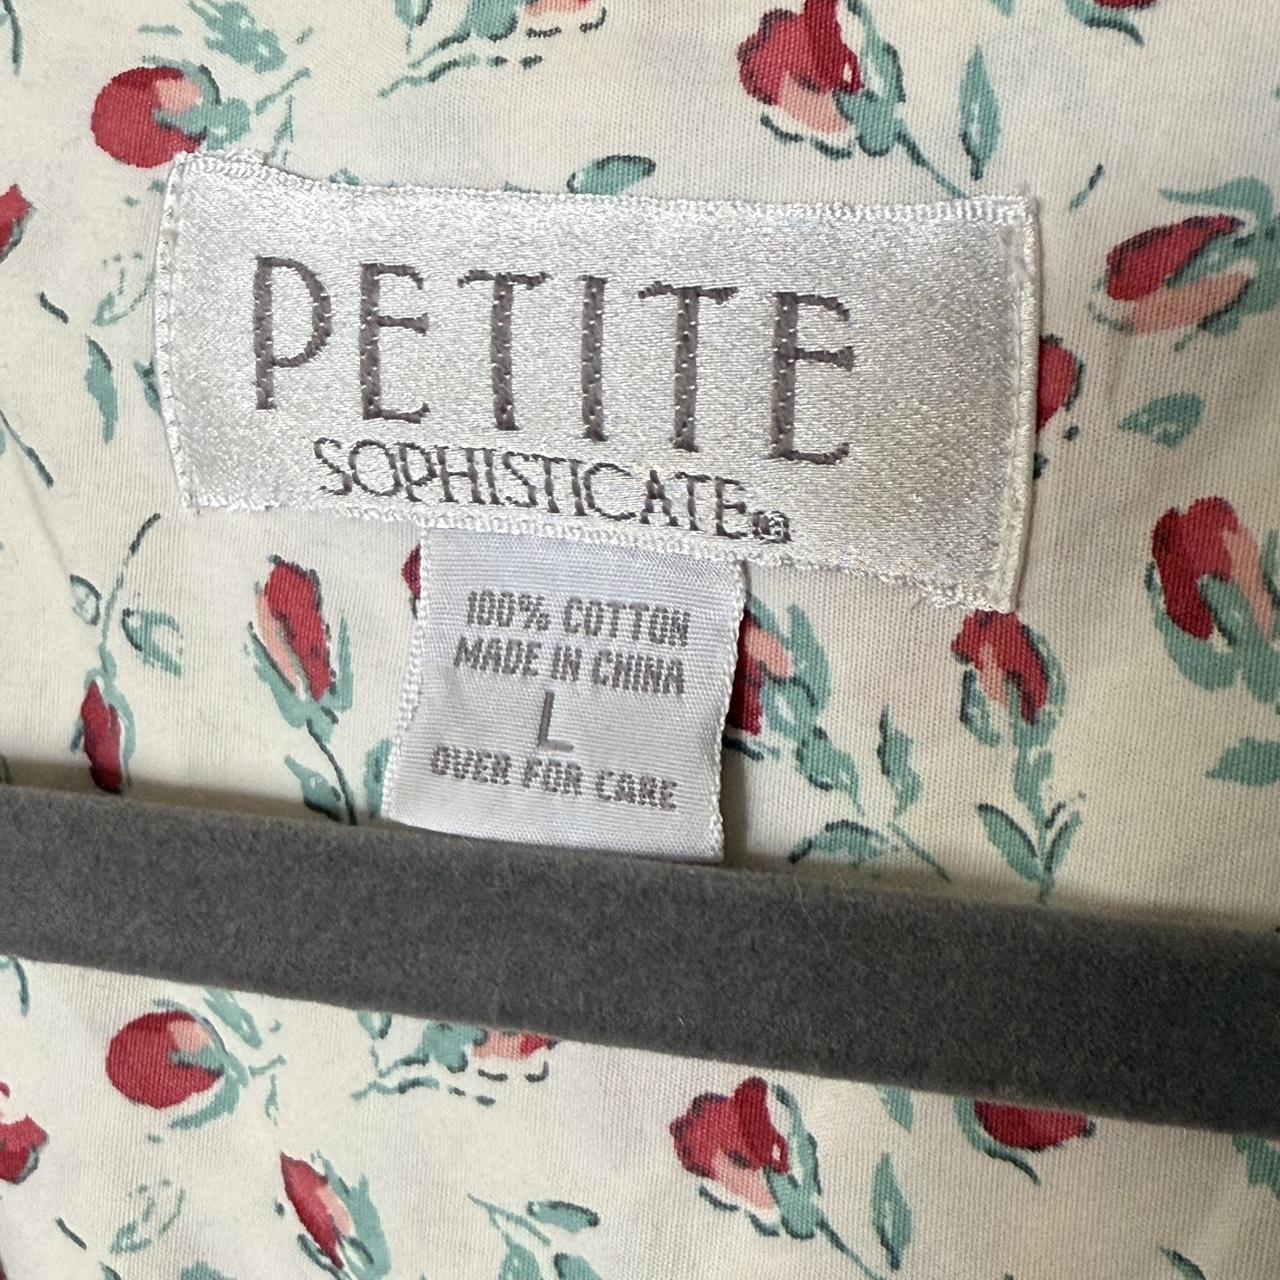 PETITE
SOPHISTICATE®
100% COTTON
MADE IN CHINA
L
OVER FOR CARE